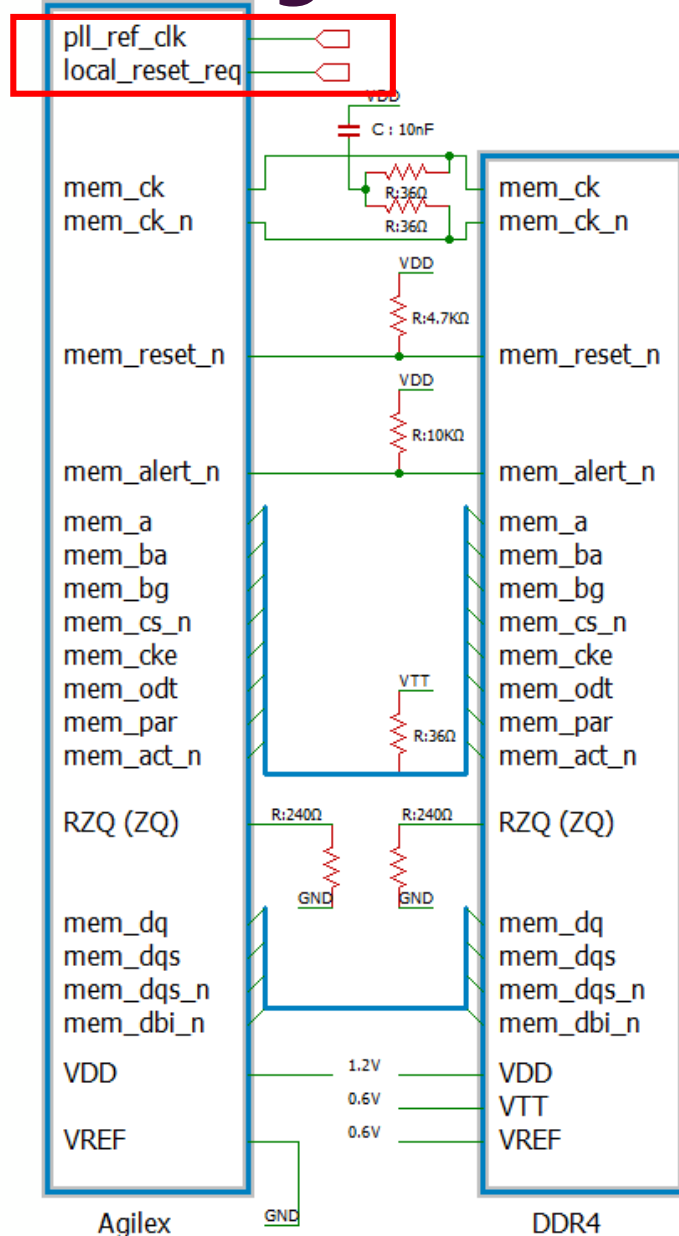 pll_ref_clk
local_reset_req
VDD
C : 10nF
mem_ck
R:36Ω
mem_ck
mem_ck_n
R:36Ω
mem_ck_n
VDD
R:4.7KΩ
mem_reset_n
mem_reset_n
VDD
R:10KΩ
mem_alert_n
mem_alert_n
mem_a
mem_a
mem_ba
mem_ba
mem_bg
mem_bg
mem_cs_n
mem_cs_n
mem_cke
mem_cke
mem_odt
VTT
mem_odt
mem_par
R:36Ω
mem_par
mem_act_n
mem_act_n
RZQ (ZQ)
R:240Ω
R:240Ω
RZQ (ZQ)
GND
GND
mem_dq
mem_dq
mem_dqs
mem_dqs
mem_dqs_n
mem_dqs_n
mem_dbi_n
mem_dbi_n
VDD
1.2V
VDD
0.6V
VTT
VREF
0.6V
VREF
Agilex
GND
DDR4